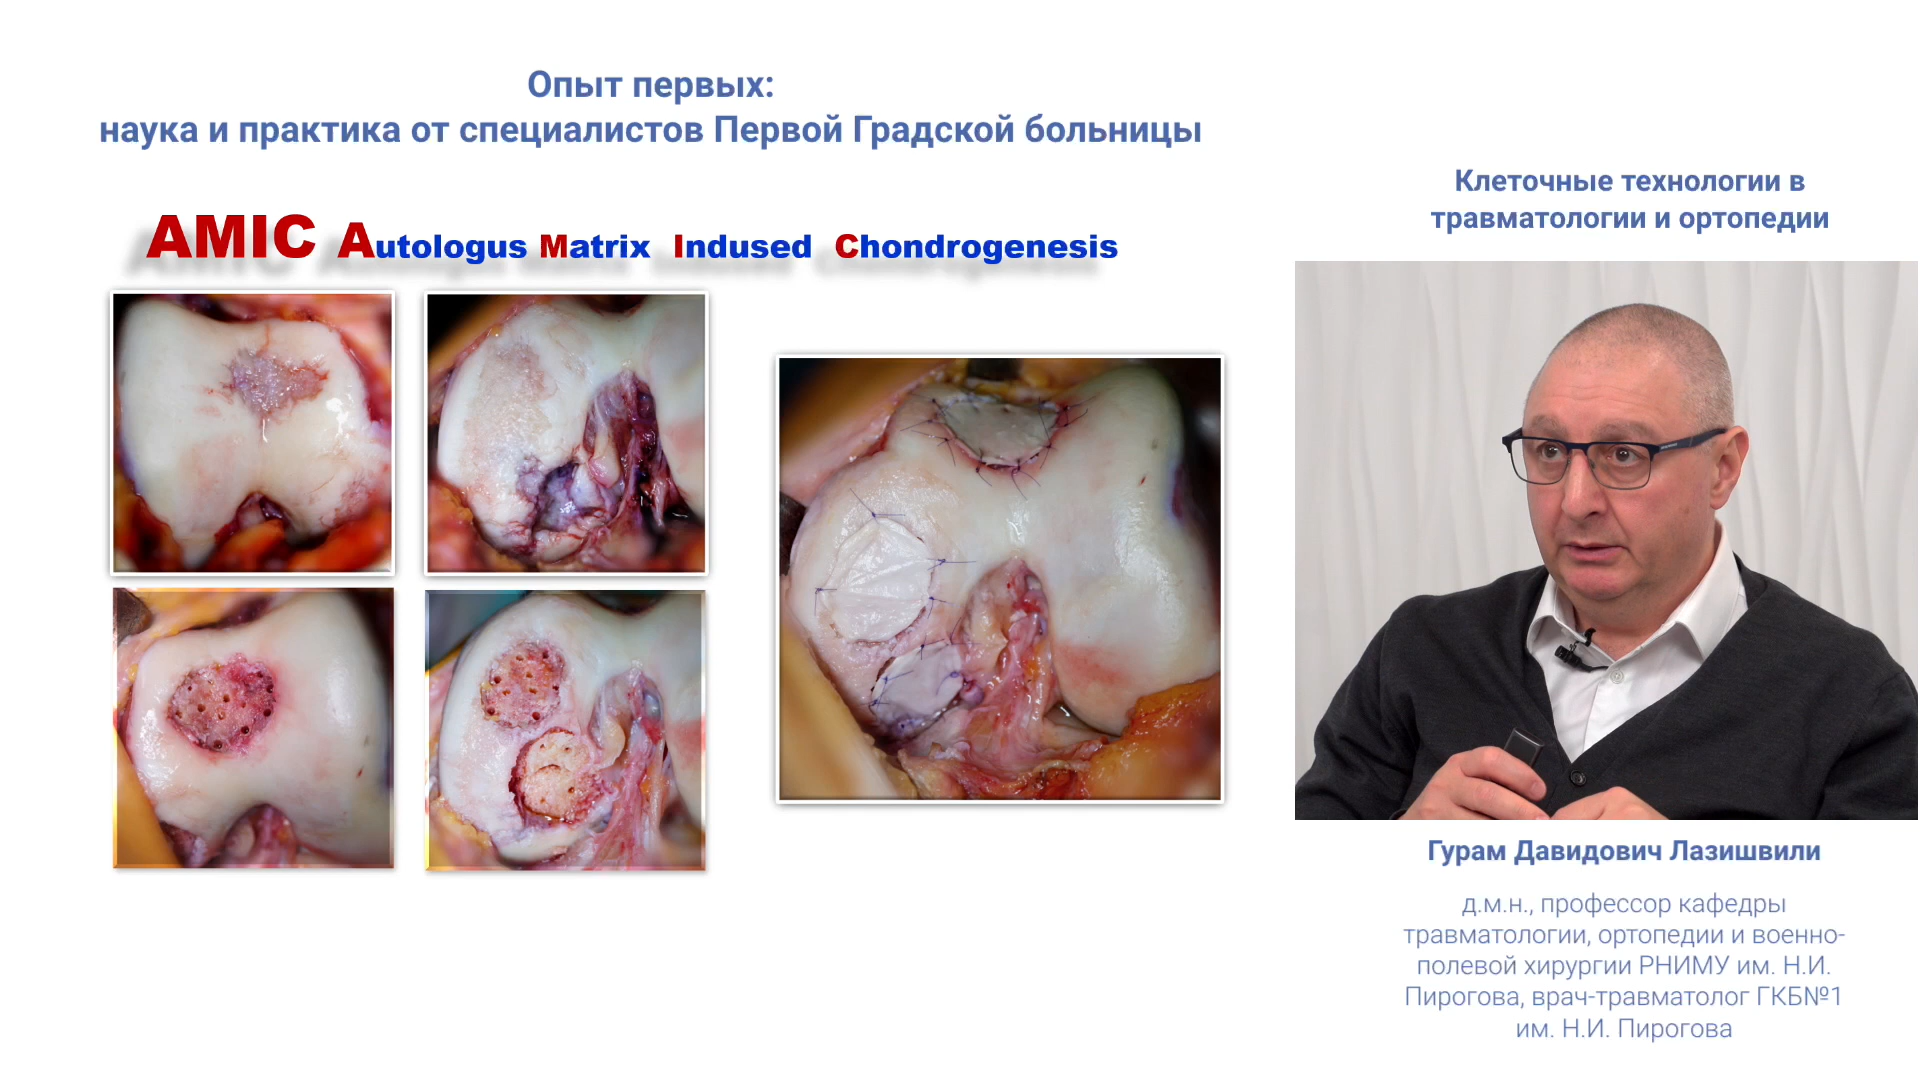 Опыт первых:
наука и практика от специалистов Первой Градской больницы
AMIC Autologus Matrix Indused Chondrogenesis
Клеточные технологии в
травматологии и ортопедии
Гурам Давидович Лазишвили
д.м.н., профессор кафедры
травматологии, ортопедии и военно-
полевой хирургии РНИМУ им. Н.И.
Пирогова, врач-травматолог ГКБ№1
им. Н.И. Пирогова